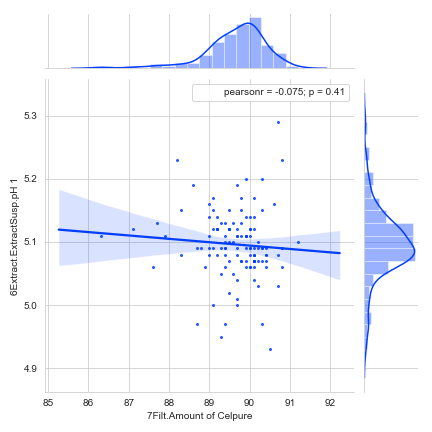 pearsonr = -0.075; p = 0.41
5.3
5.2
5.1
5.0
4.9
6Extract.ExtractSusp.pH 1
85 86 87 88 89 90 91 92
7Filt.Amount of Celpure